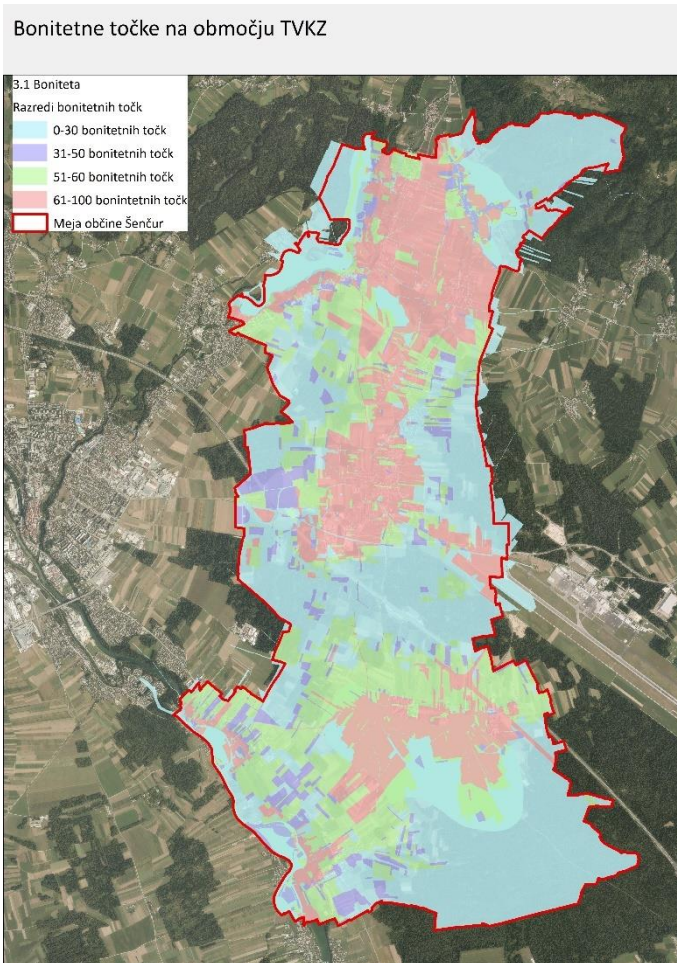 Bonitetne točke na območju TVKZ
3.1 Boniteta
Razredi bonitetnih točk
0-30 bonitetnih točk
31-50 bonitetnih točk
51-60 bonitetnih točk
61-100 bonintetnih točk
Meja občine Šenčur